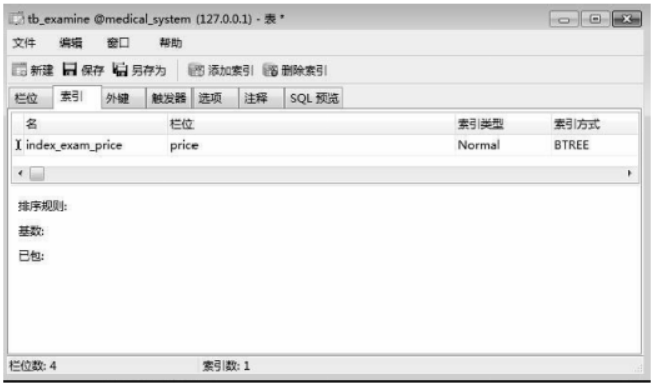 tb_examine @medical_system (127.0.0.1) - 表 *
文件 编辑 窗口 帮助
新建 保存 另存为 添加索引 删除索引
栏位 索引 外键 触发器 选项 注释 SQL 预览
名 栏位 索引类型 索引方式
index_exam_price price Normal BTREE
排序规则:
基数:
已包:
栏位数: 4 索引数: 1